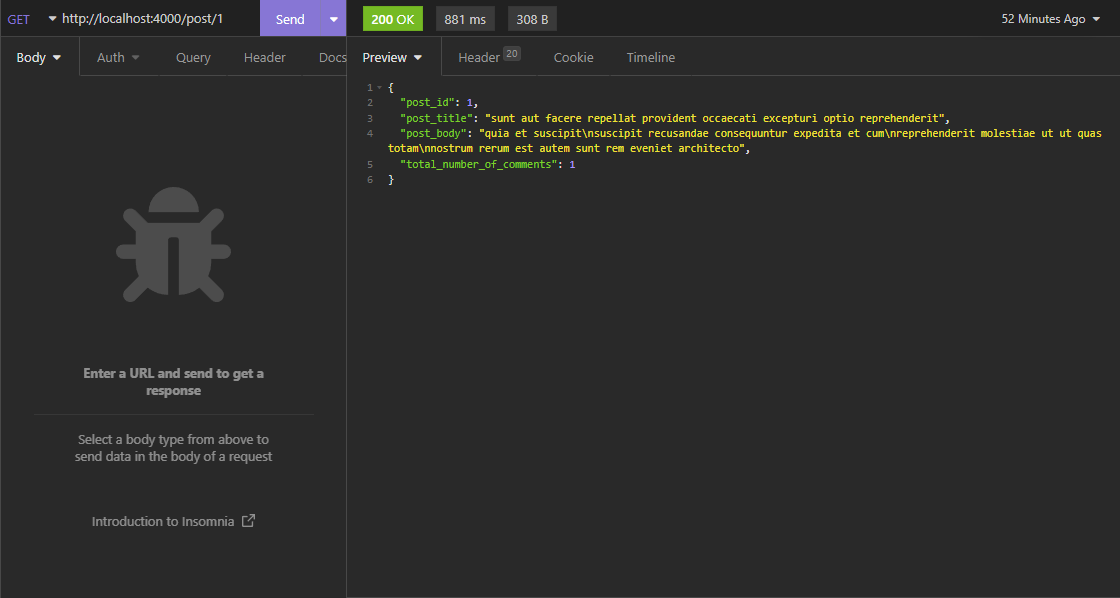 GET http://localhost:4000/post/1 Send 200 OK 881 ms 308 B 52 Minutes Ago
Body Auth Query Header Docs Preview Header 20 Cookie Timeline
1 {
2 "post_id": 1,
3 "post_title": "sunt aut facere repellat provident occaecati excepturi optio reprehenderit",
4 "post_body": "quia et suscipit\nsuscipit recusandae consequuntur expedita et cum\nreprehenderit molestiae ut ut quas
totam\nnostrum rerum est autem sunt rem eveniet architecto",
5 "total_number_of_comments": 1
6 }
Enter a URL and send to get a
response
Select a body type from above to
send data in the body of a request
Introduction to Insomnia